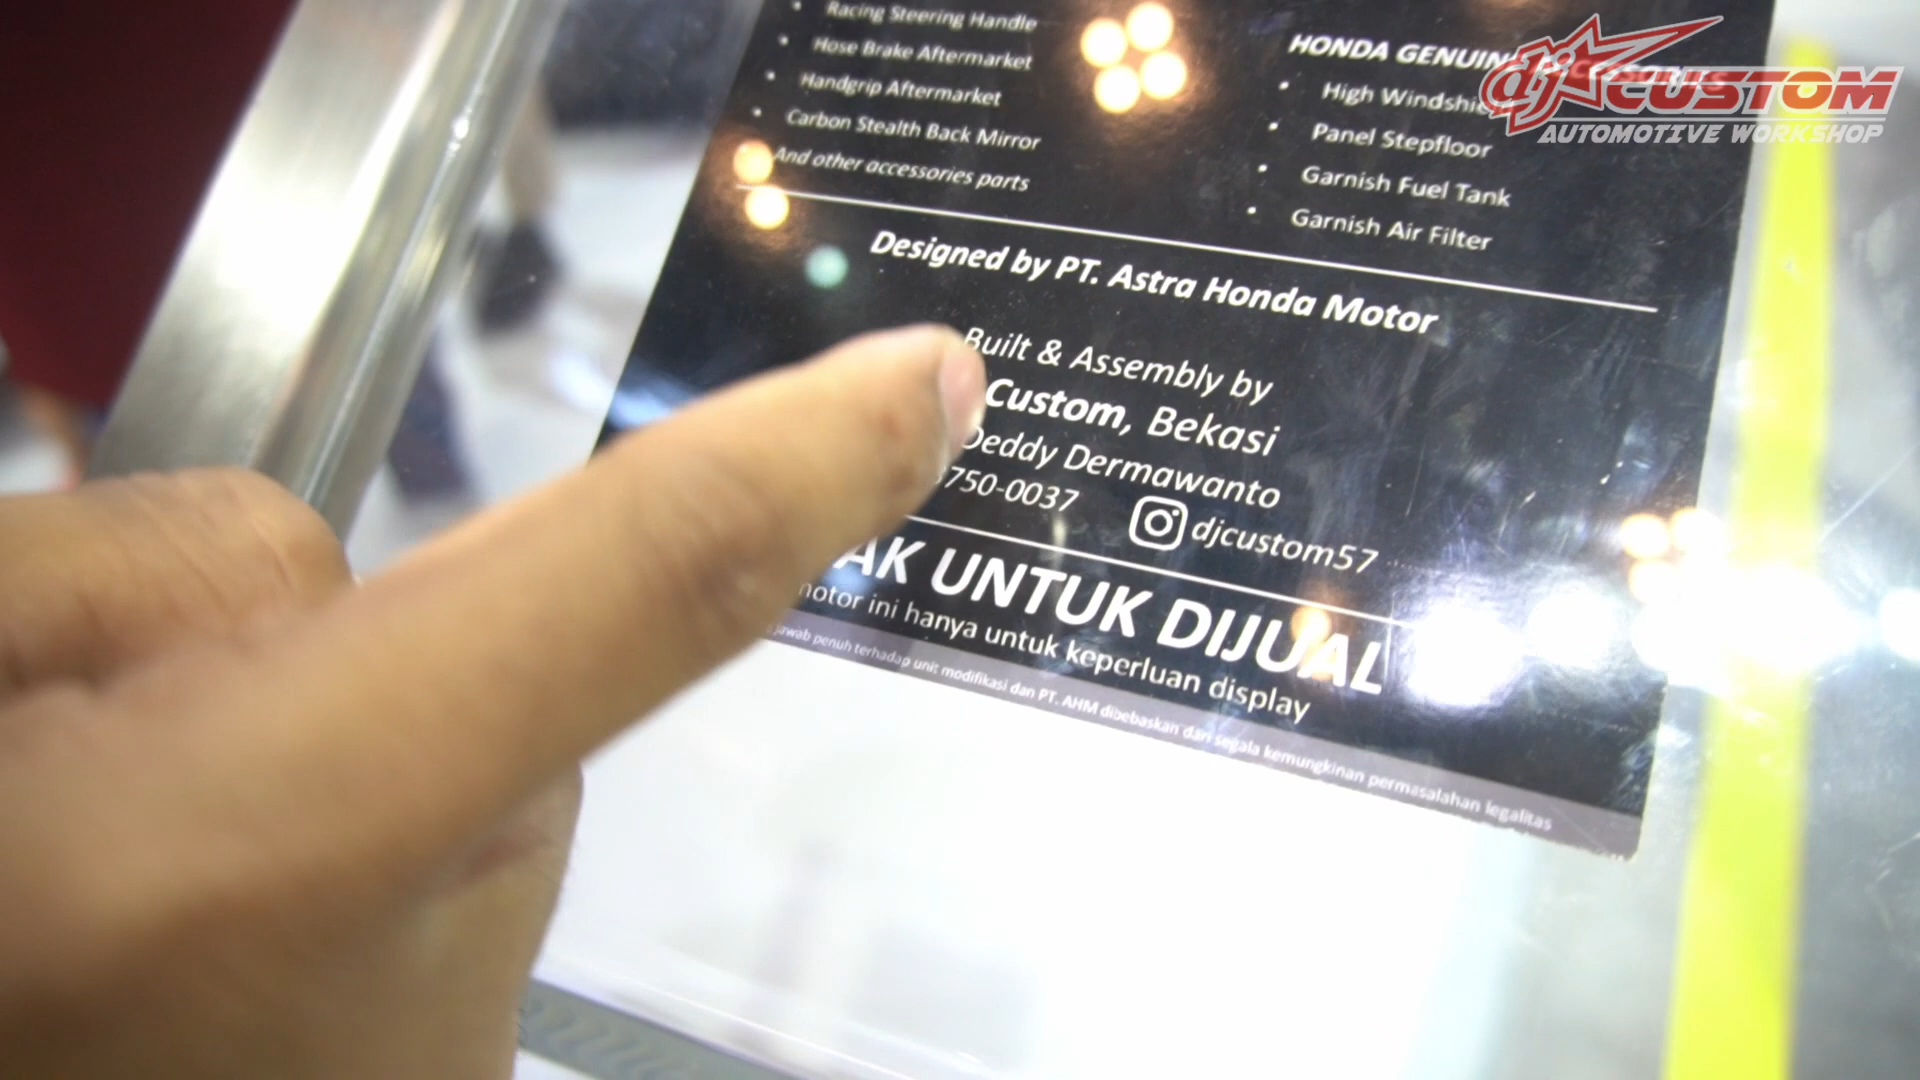 Racing Steering Handle
Hose Brake Aftermarket
Handgrip Aftermarket
Carbon Stealth Back Mirror
And other accessories parts
HONDA GENUIN
High Windshie
Panel Stepfloor
Garnish Fuel Tank
Garnish Air Filter
Designed by PT. Astra Honda Motor
Built & Assembly by
Custom, Bekasi
Deddy Dermawanto
750-0037
djcustom57
AK UNTUK DIJUAL
motor ini hanya untuk keperluan display
jawab penuh terhadap unit modifikasi dan PT. AHM dibebaskan dari segala kemungkinan permasalahan legalitas
dj CUSTOM
AUTOMOTIVE WORKSHOP